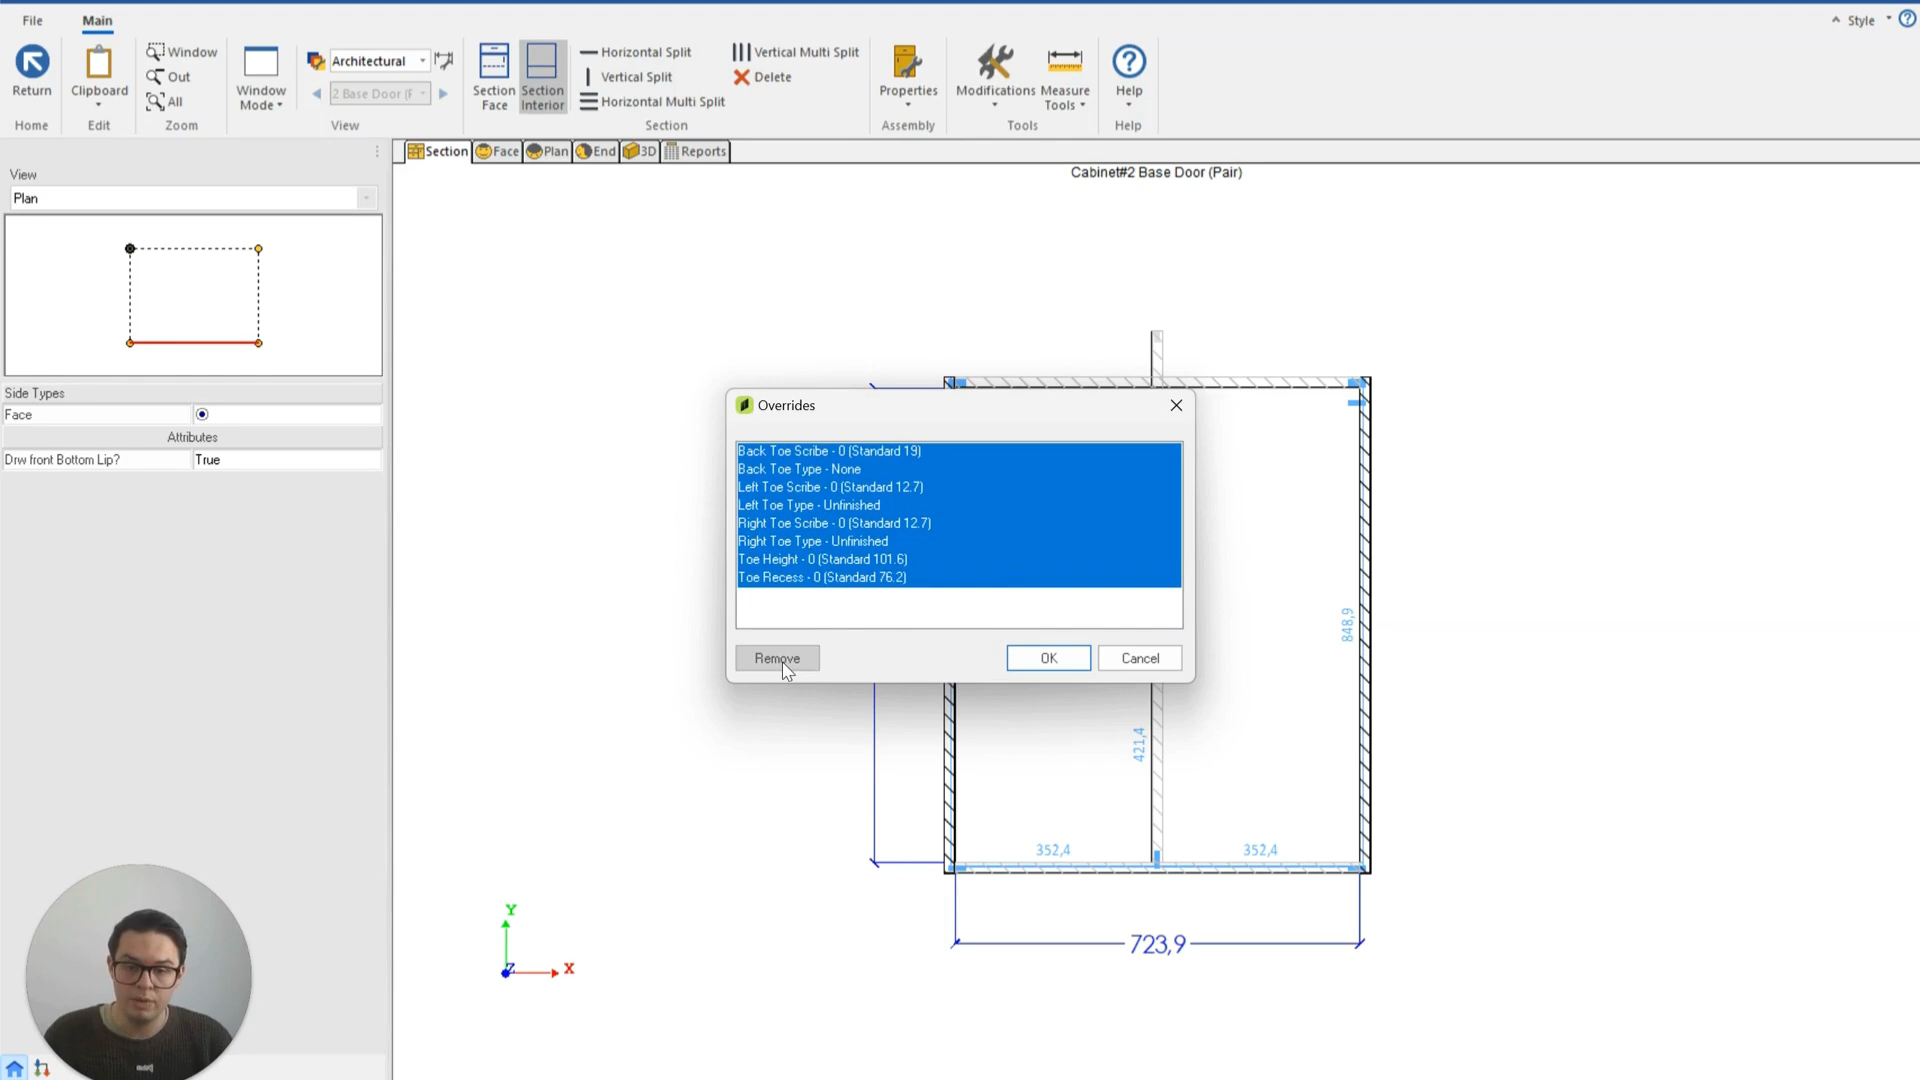 File
Main
Style
Return
Clipboard
Window
Out
All
Window
Mode
Architectural
2 Base Door (F
Section
Face
Section
Interior
Horizontal Split
Vertical Split
Horizontal Multi Split
Vertical Multi Split
Delete
Properties
Modifications
Measure
Tools
Help
Home
Edit
Zoom
View
Section
Assembly
Tools
Help
Section
Face
Plan
End
3D
Reports
View
Plan
Cabinet#2 Base Door (Pair)
Side Types
Face
Attributes
Drw front Bottom Lip?
True
Overrides
Back Toe Scribe - 0 (Standard 19)
Back Toe Type - None
Left Toe Scribe - 0 (Standard 12.7)
Left Toe Type - Unfinished
Right Toe Scribe - 0 (Standard 12.7)
Right Toe Type - Unfinished
Toe Height - 0 (Standard 101.6)
Toe Recess - 0 (Standard 76.2)
Remove
OK
Cancel
848,9
421,4
352,4
352,4
723,9
Y
Z
X